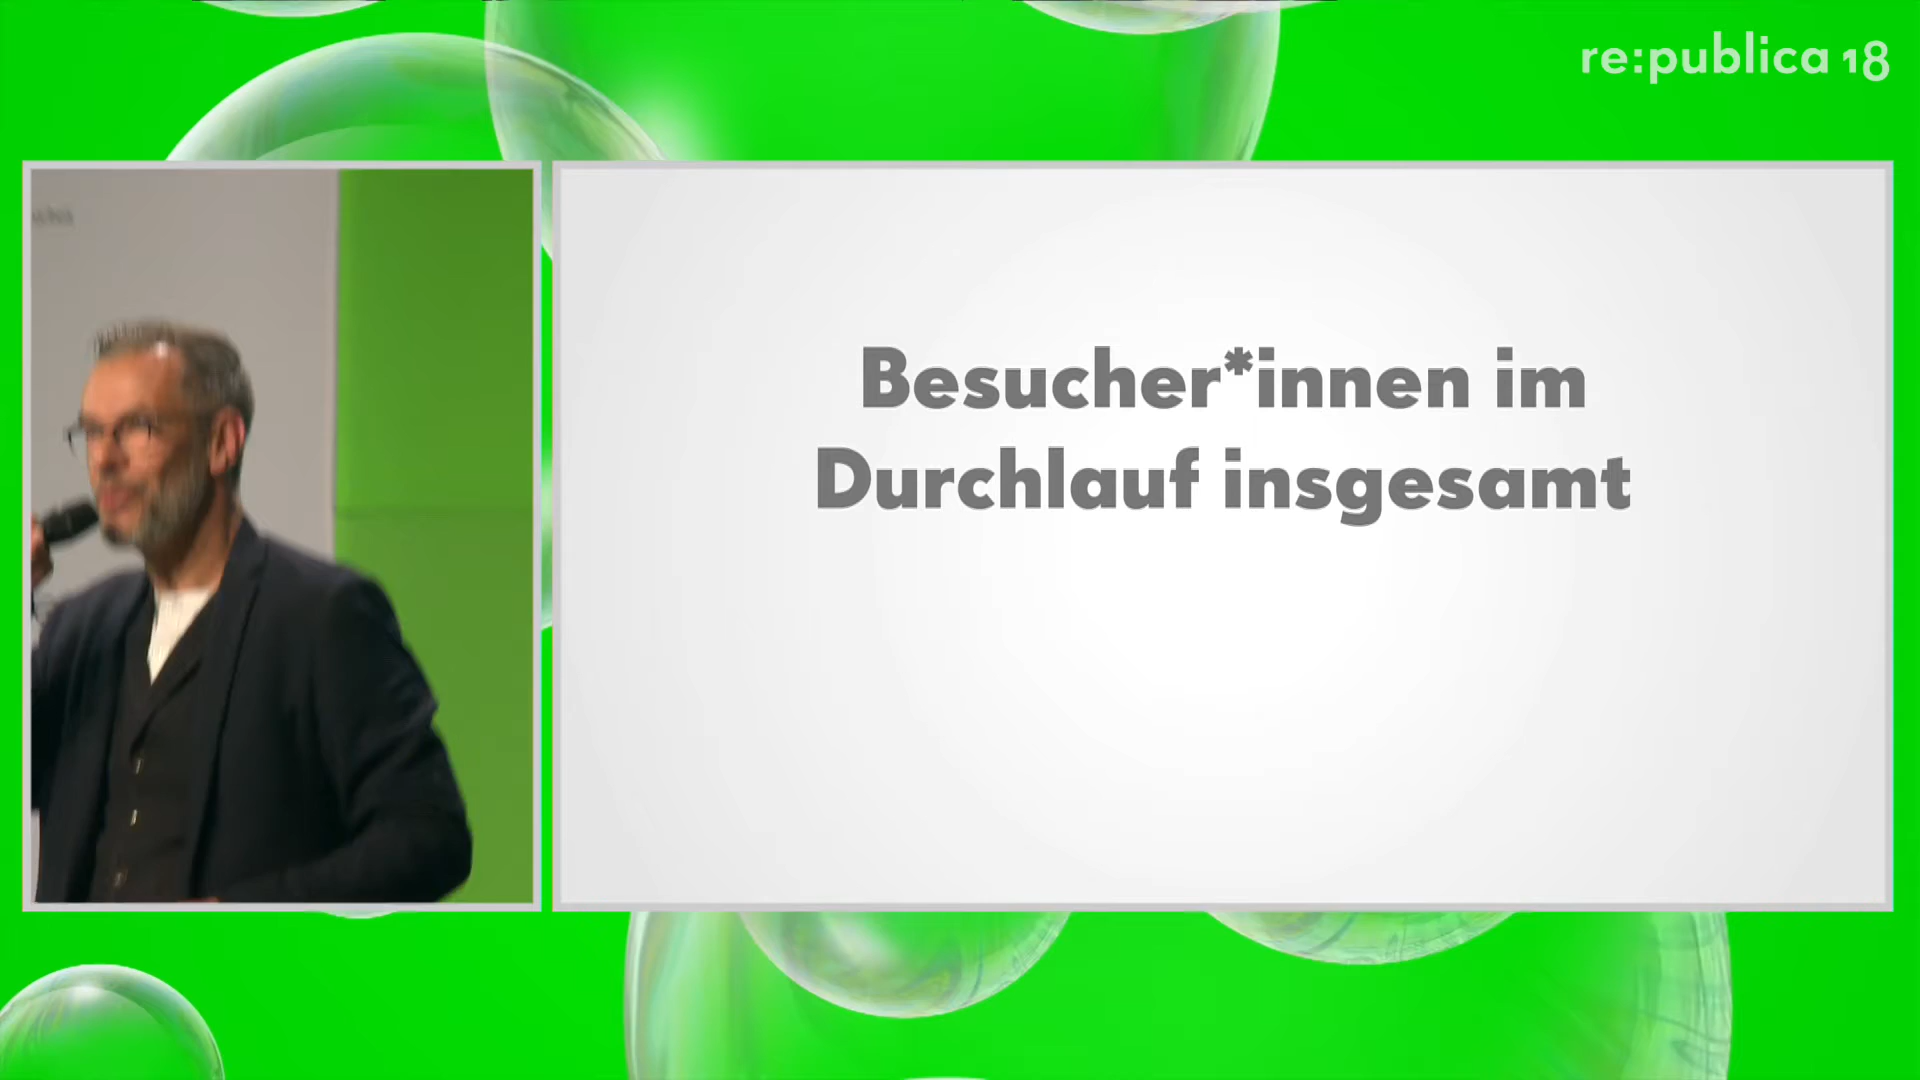 re:publica 18
Besucher*innen im
Durchlauf insgesamt